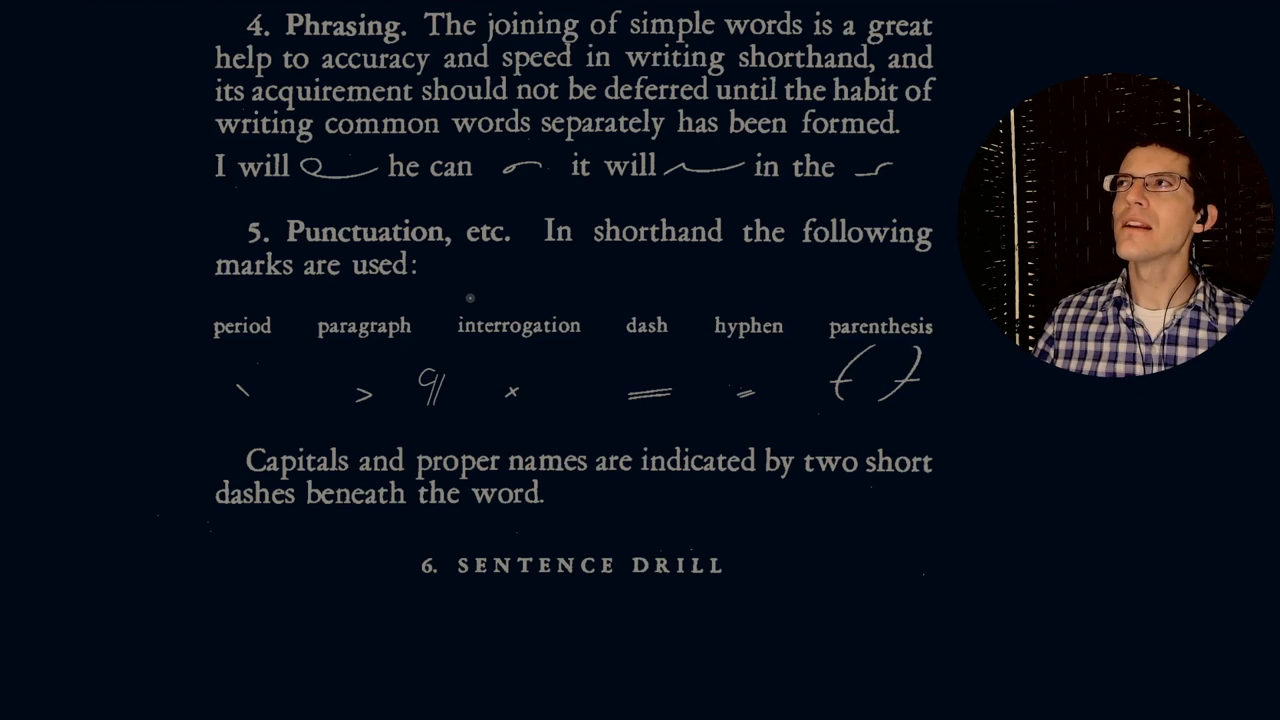 4. Phrasing. The joining of simple words is a great
help to accuracy and speed in writing shorthand, and
its acquirement should not be deferred until the habit of
writing common words separately has been formed.
I will he can it will in the
5. Punctuation, etc. In shorthand the following
marks are used:
period paragraph interrogation dash hyphen parenthesis
Capitals and proper names are indicated by two short
dashes beneath the word.
6. SENTENCE DRILL